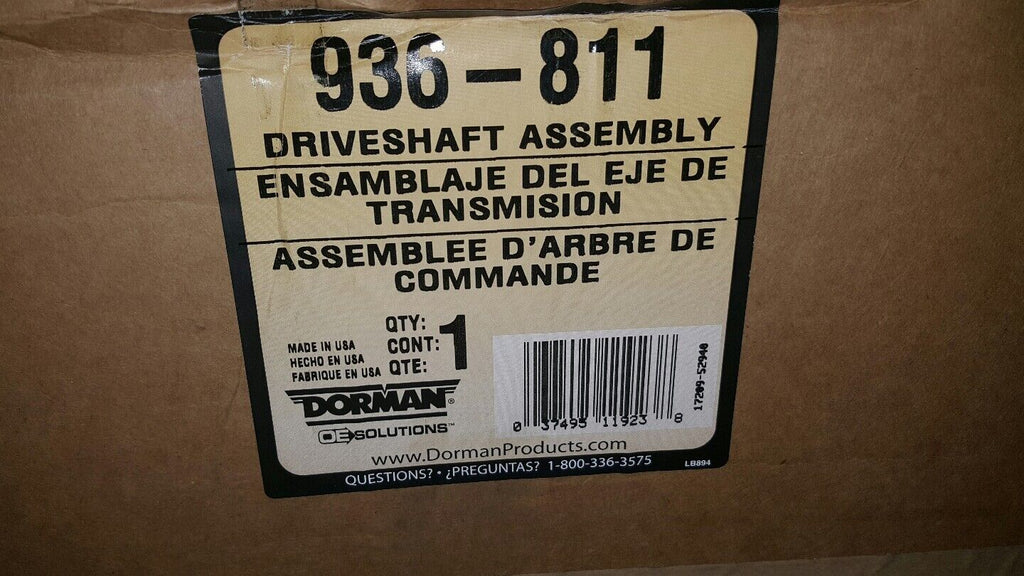 936-811
DRIVESHAFT ASSEMBLY
ENSAMBLAJE DEL EJE DE
TRANSMISION
ASSEMBLEE D'ARBRE DE
COMMANDE
MADE IN USA
HECHO EN USA
FABRIQUE EN USA
QTY:
CONT:
QTE:
1
DORMAN®
OE SOLUTIONS™
0 37495 11923 8
17209-52940
www.DormanProducts.com
QUESTIONS? • ¿PREGUNTAS? 1-800-336-3575
LB894